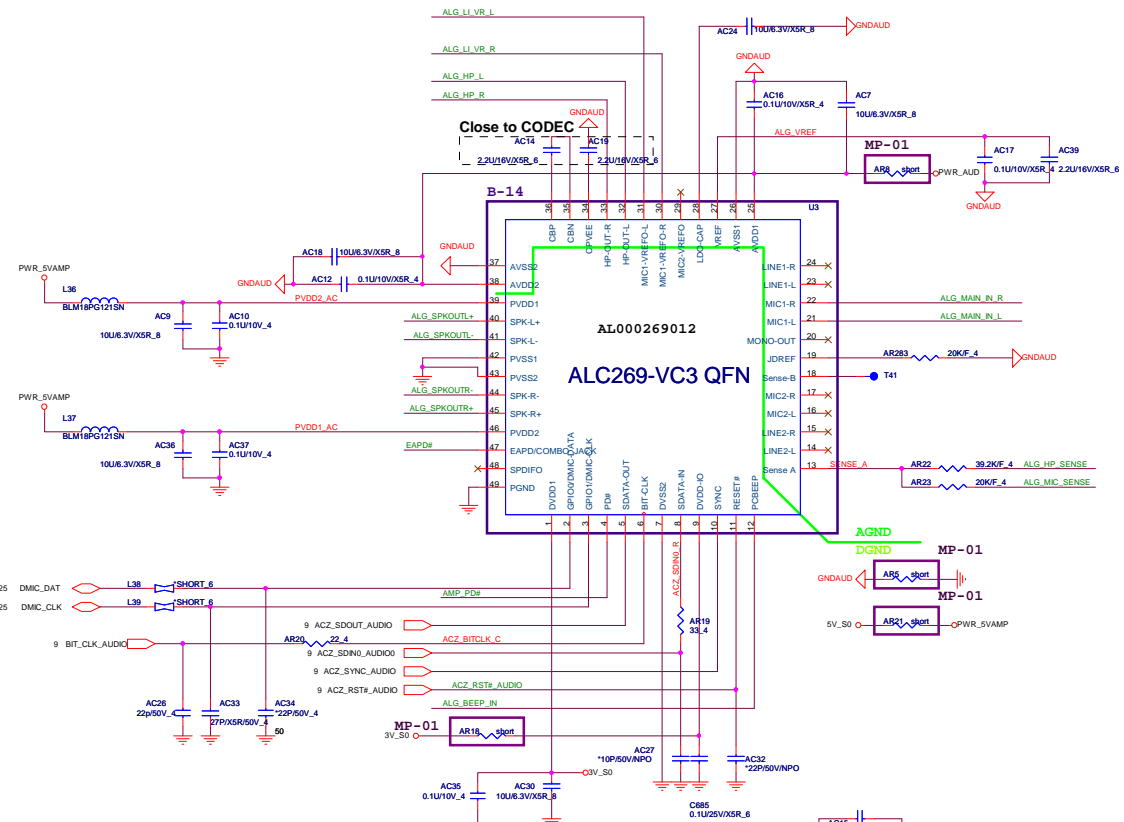 ALG_LI_VR_L
AC24
10U/6.3V/X5R_8
GNDAUD
ALG_LI_VR_R
GNDAUD
ALG_HP_L
ALG_HP_R
AC16
0.1U/10V/X5R_4
AC7
10U/6.3V/X5R_8
GNDAUD
Close to CODEC
AC14
2.2U/16V/X5R_6
AC19
2.2U/16V/X5R_6
ALG_VREF
MP-01
AR8 short
PWR_AUD
AC17
0.1U/10V/X5R_4
AC39
2.2U/16V/X5R_6
GNDAUD
B-14
U3
36 35 34 33 32 31 30 29 28 27 26 25
CBP
CBN
CPVEE
HP-OUT-R
HP-OUT-L
MIC1-VREFO-L
MIC1-VREFO-R
MIC2-VREFO
LDO-CAP
VREF
AVSS1
AVDD1
AC18
10U/6.3V/X5R_8
GNDAUD
GNDAUD
AC12
0.1U/10V/X5R_4
PWR_5VAMP
L36
BLM18PG121SN
PVDD2_AC
AC9
10U/6.3V/X5R_8
AC10
0.1U/10V_4
ALG_SPKOUTL+
ALG_SPKOUTL-
ALG_SPKOUTR-
ALG_SPKOUTR+
PWR_5VAMP
L37
BLM18PG121SN
PVDD1_AC
EAPD#
AC36
10U/6.3V/X5R_8
AC37
0.1U/10V_4
37 AVSS2
38 AVDD2
39 PVDD1
40 SPK-L+
41 SPK-L-
42 PVSS1
43 PVSS2
44 SPK-R-
45 SPK-R+
46 PVDD2
47 EAPD/COMBO JACK
48 SPDIFO
49 PGND
AL000269012
ALC269-VC3 QFN
LINE1-R 24
LINE1-L 23
MIC1-R 22
MIC1-L 21
MONO-OUT 20
JDREF 19
Sense-B 18
MIC2-R 17
MIC2-L 16
LINE2-R 15
LINE2-L 14
Sense A 13
ALG_MAIN_IN_R
ALG_MAIN_IN_L
AR283
20K/F_4
GNDAUD
T41
SENSE_A
AR22
39.2K/F_4
ALG_HP_SENSE
AR23
20K/F_4
ALG_MIC_SENSE
DVDD1
GPIO0/DMIC-DATA
GPIO1/DMIC-CLK
PD#
SDATA-OUT
BIT-CLK
DVSS2
SDATA-IN
DVDD-IO
SYNC
RESET#
PCBEEP
1 2 3 4 5 6 7 8 9 10 11 12
AGND
DGND
MP-01
GNDAUD
AR5 short
MP-01
5V_S0
AR21 short
PWR_5VAMP
25 DMIC_DAT
L38
*SHORT_6
25 DMIC_CLK
L39
*SHORT_6
AMP_PD#
ACZ_SDIN0_R
AR19
33_4
9 ACZ_SDOUT_AUDIO
9 BIT_CLK_AUDIO
AR20
22_4
ACZ_BITCLK_C
9 ACZ_SDIN0_AUDIO0
9 ACZ_SYNC_AUDIO
9 ACZ_RST#_AUDIO
ACZ_RST#_AUDIO
ALG_BEEP_IN
AC26
22p/50V_4
AC33
27P/X5R/50V_4
AC34
*22P/50V_4
50
MP-01
3V_S0
AR18 short
AC27
*10P/50V/NPO
AC32
*22P/50V/NPO
3V_S0
AC35
0.1U/10V_4
AC30
10U/6.3V/X5R_8
C685
0.1U/25V/X5R_6